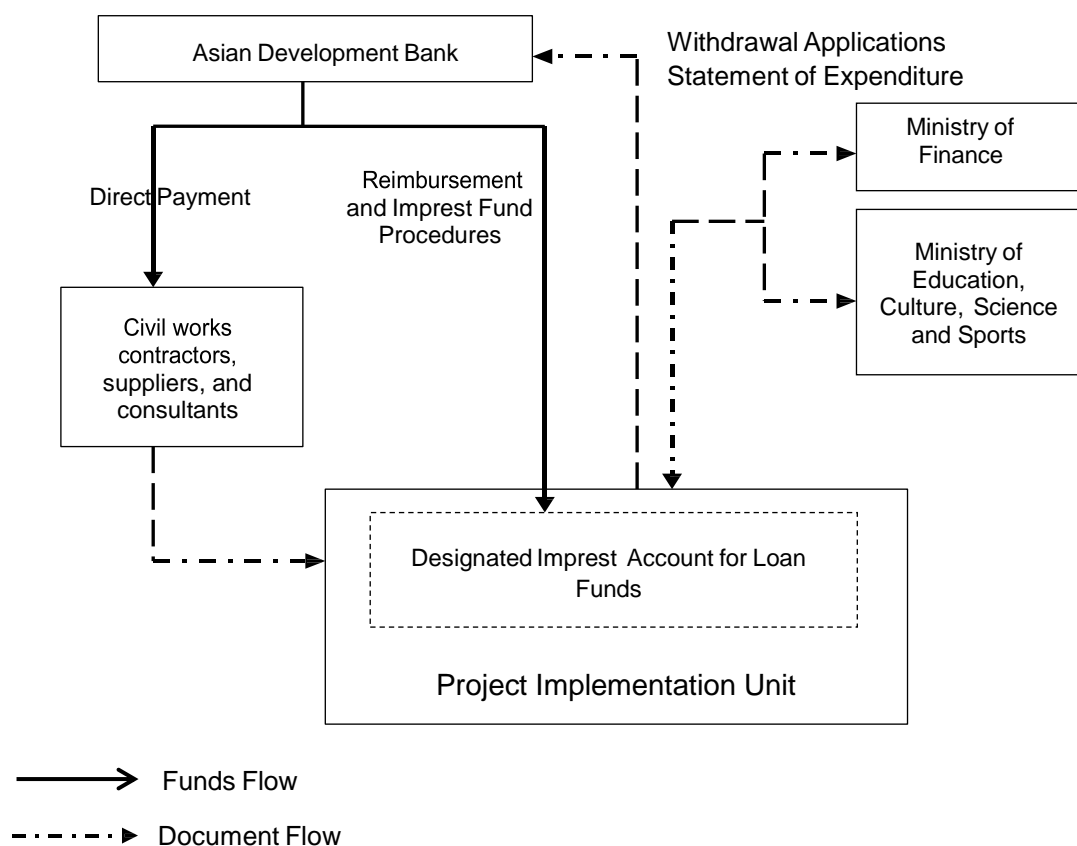 Asian Development Bank
Withdrawal Applications
Statement of Expenditure
Ministry of
Finance
Direct Payment
Reimbursement
and Imprest Fund
Procedures
Ministry of
Education,
Culture, Science
and Sports
Civil works
contractors,
suppliers, and
consultants
Designated Imprest Account for Loan
Funds
Project Implementation Unit
Funds Flow
Document Flow